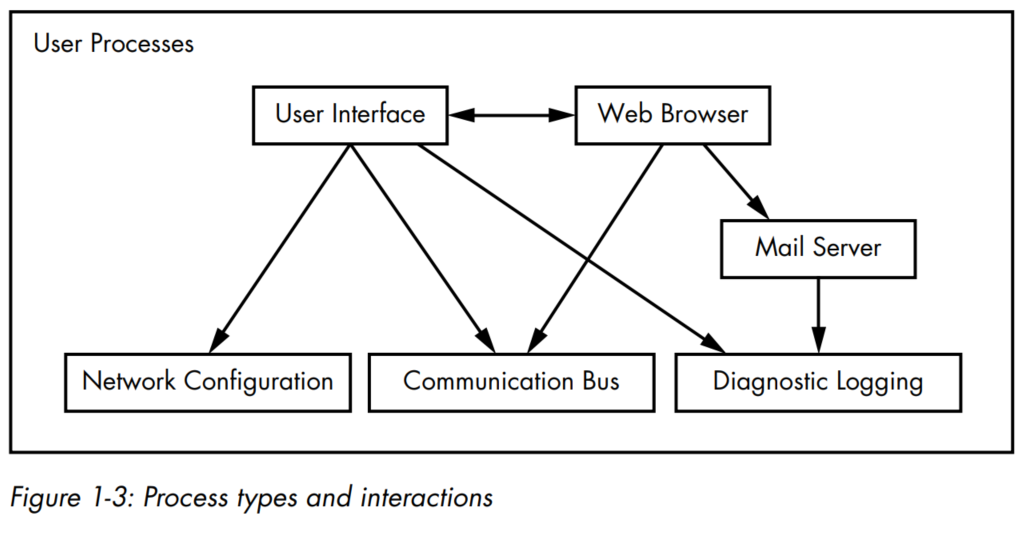 User Processes
User Interface
Web Browser
Mail Server
Network Configuration
Communication Bus
Diagnostic Logging
Figure 1-3: Process types and interactions